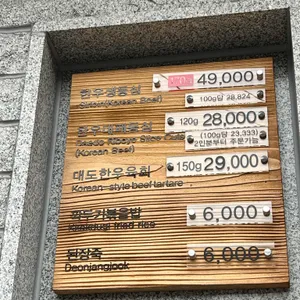 한우생등심 49,000
Sirloin(Korean Beef) 100g당 28,824
120g 28,000
(Korean Beef) (100g당 23,333) 2인분부터 주문가능
대도한우육회 150g 29,000
Korean-style beef tartare
깍두기볶음밥 6,000
Kkakdugi fried rice
된장죽 6,000
Deonjangjook